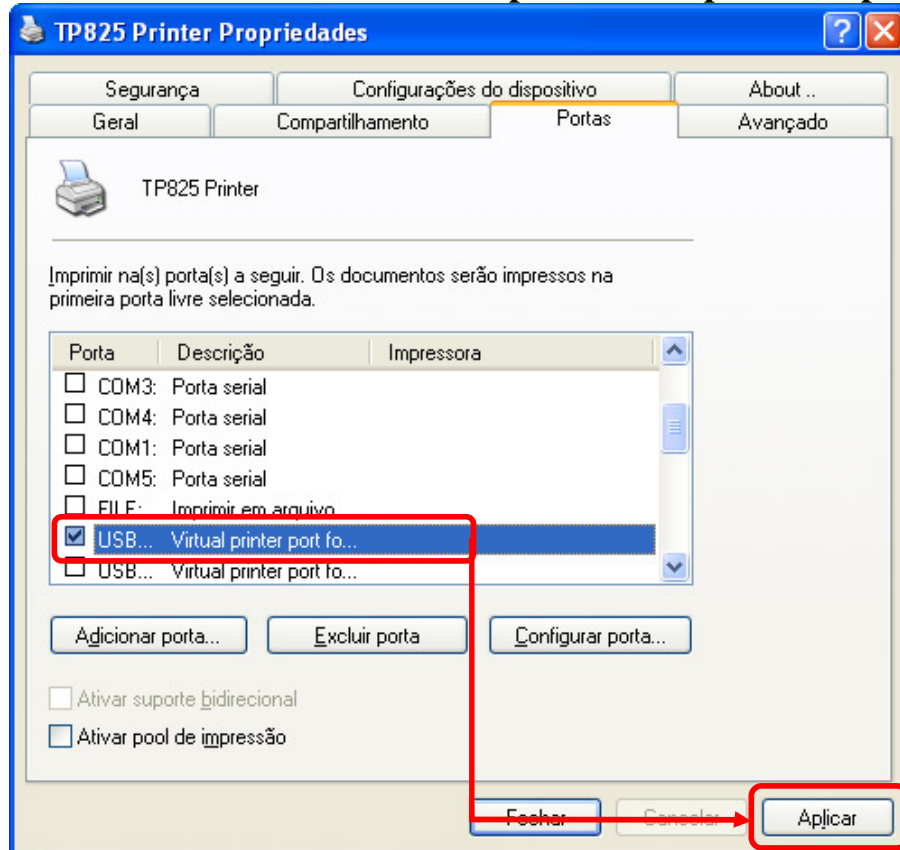 TP825 Printer Propriedades
Segurança Configurações do dispositivo About ..
Geral Compartilhamento Portas Avançado
TP825 Printer
Imprimir na(s) porta(s) a seguir. Os documentos serão impressos na
primeira porta livre selecionada.
Porta Descrição Impressora
COM3: Porta serial
COM4: Porta serial
COM1: Porta serial
COM5: Porta serial
FILE: Imprimir em arquivo
USB... Virtual printer port fo...
USB... Virtual printer port fo...
Adicionar porta... Excluir porta Configurar porta...
Ativar suporte bidirecional
Ativar pool de impressão
Fechar Cancelar Aplicar